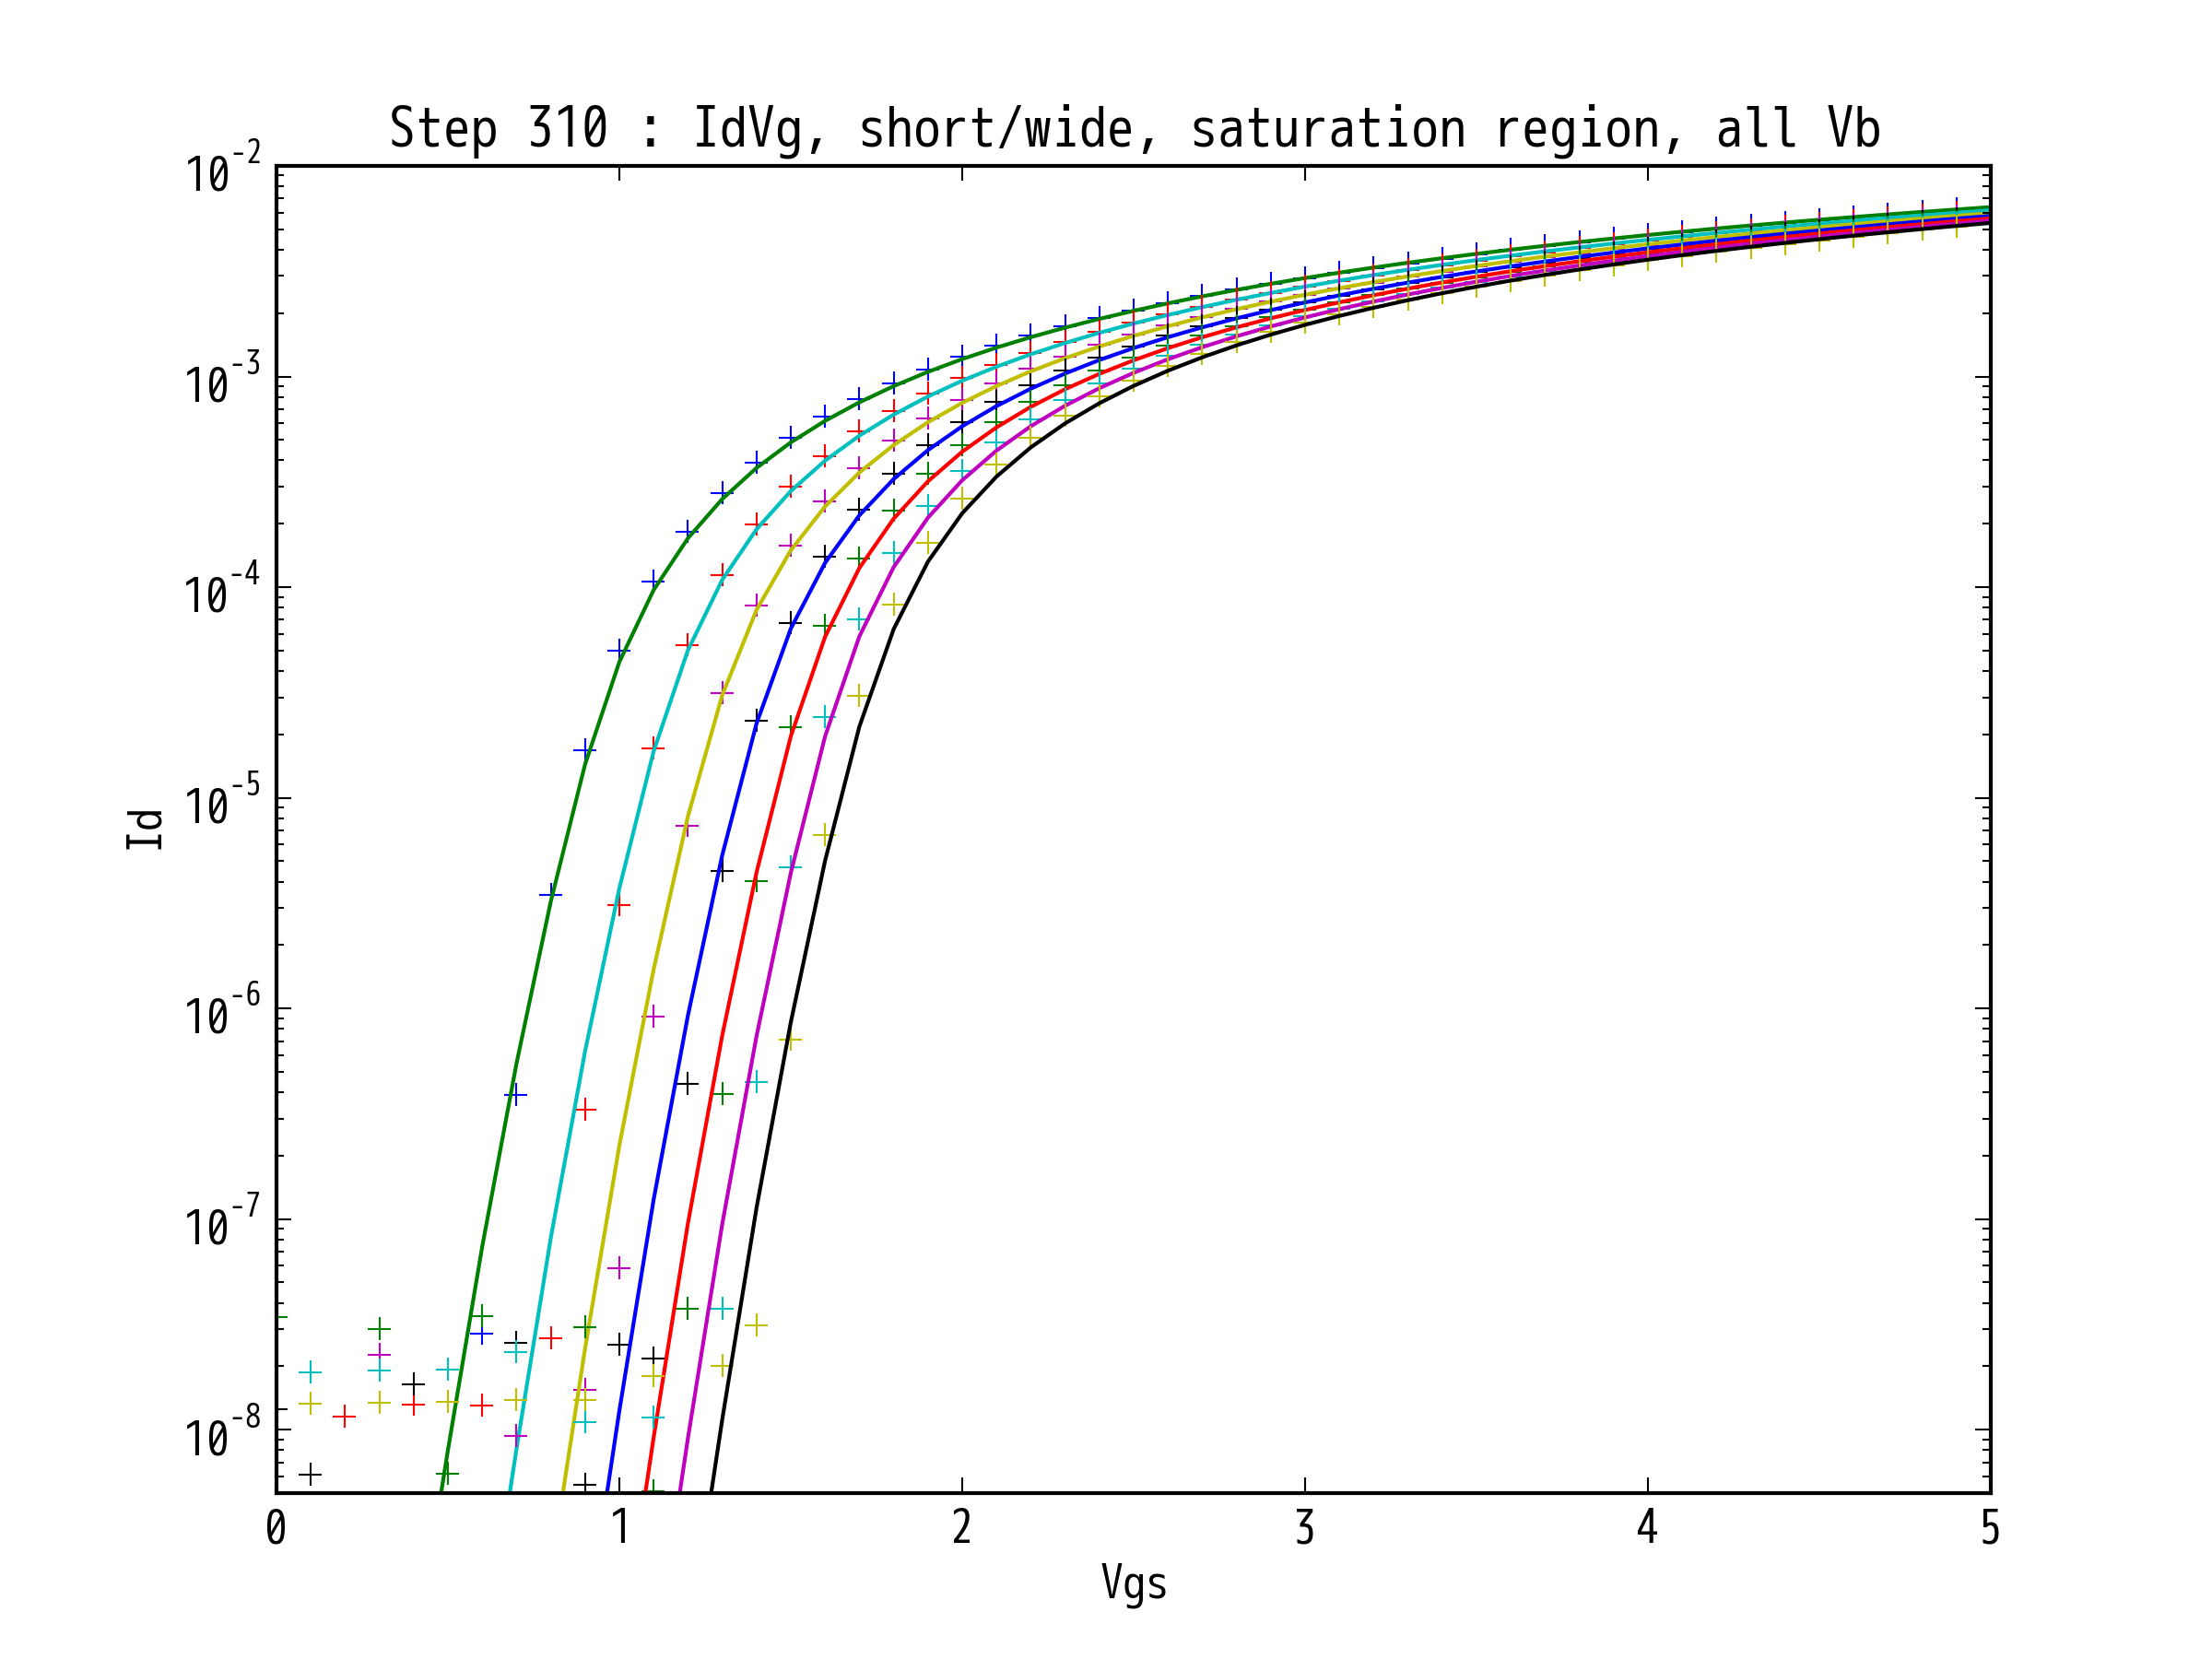 Step 310 : IdVg, short/wide, saturation region, all Vb
10^-2
10^-3
10^-4
10^-5
10^-6
10^-7
10^-8
Id
0 1 2 3 4 5
Vgs